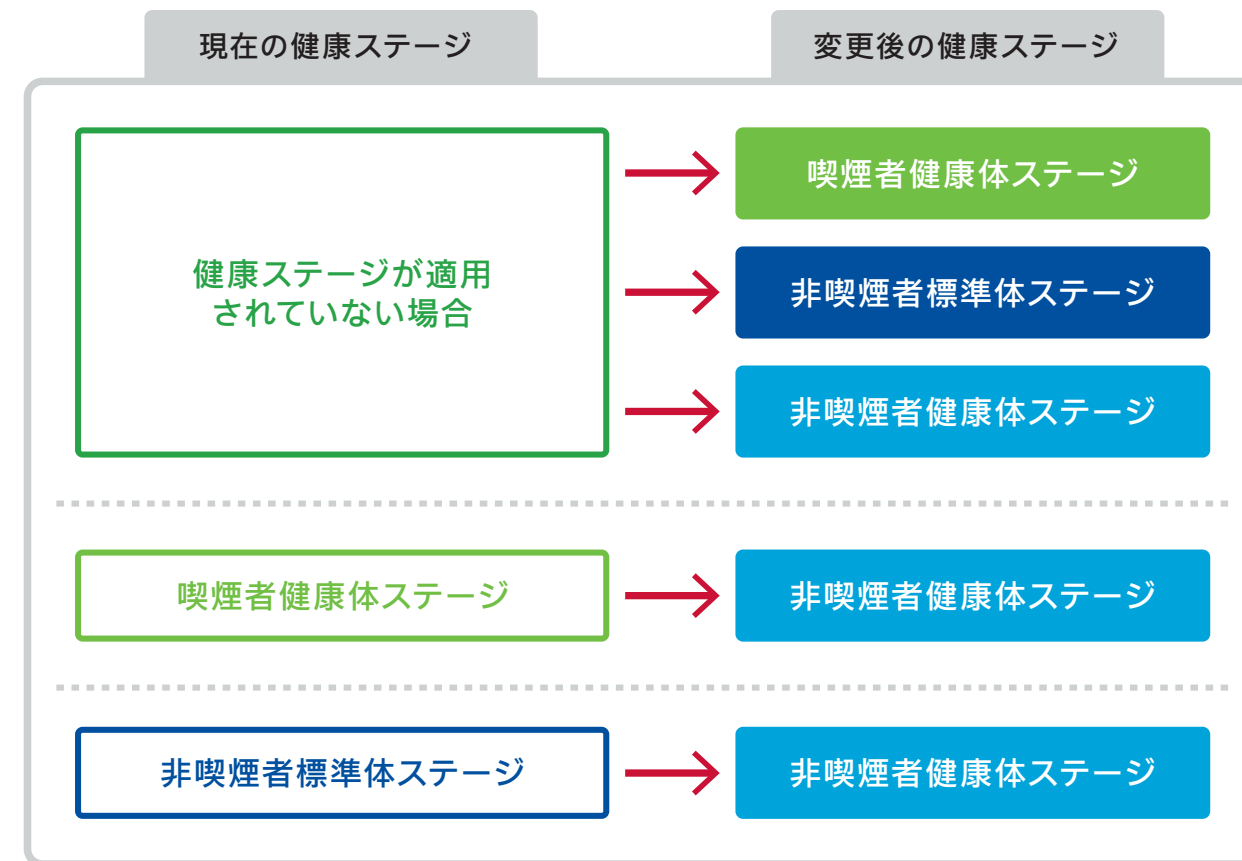 現在の健康ステージ
変更後の健康ステージ
健康ステージが適用
されていない場合
喫煙者健康体ステージ
非喫煙者標準体ステージ
非喫煙者健康体ステージ
喫煙者健康体ステージ
非喫煙者健康体ステージ
非喫煙者標準体ステージ
非喫煙者健康体ステージ